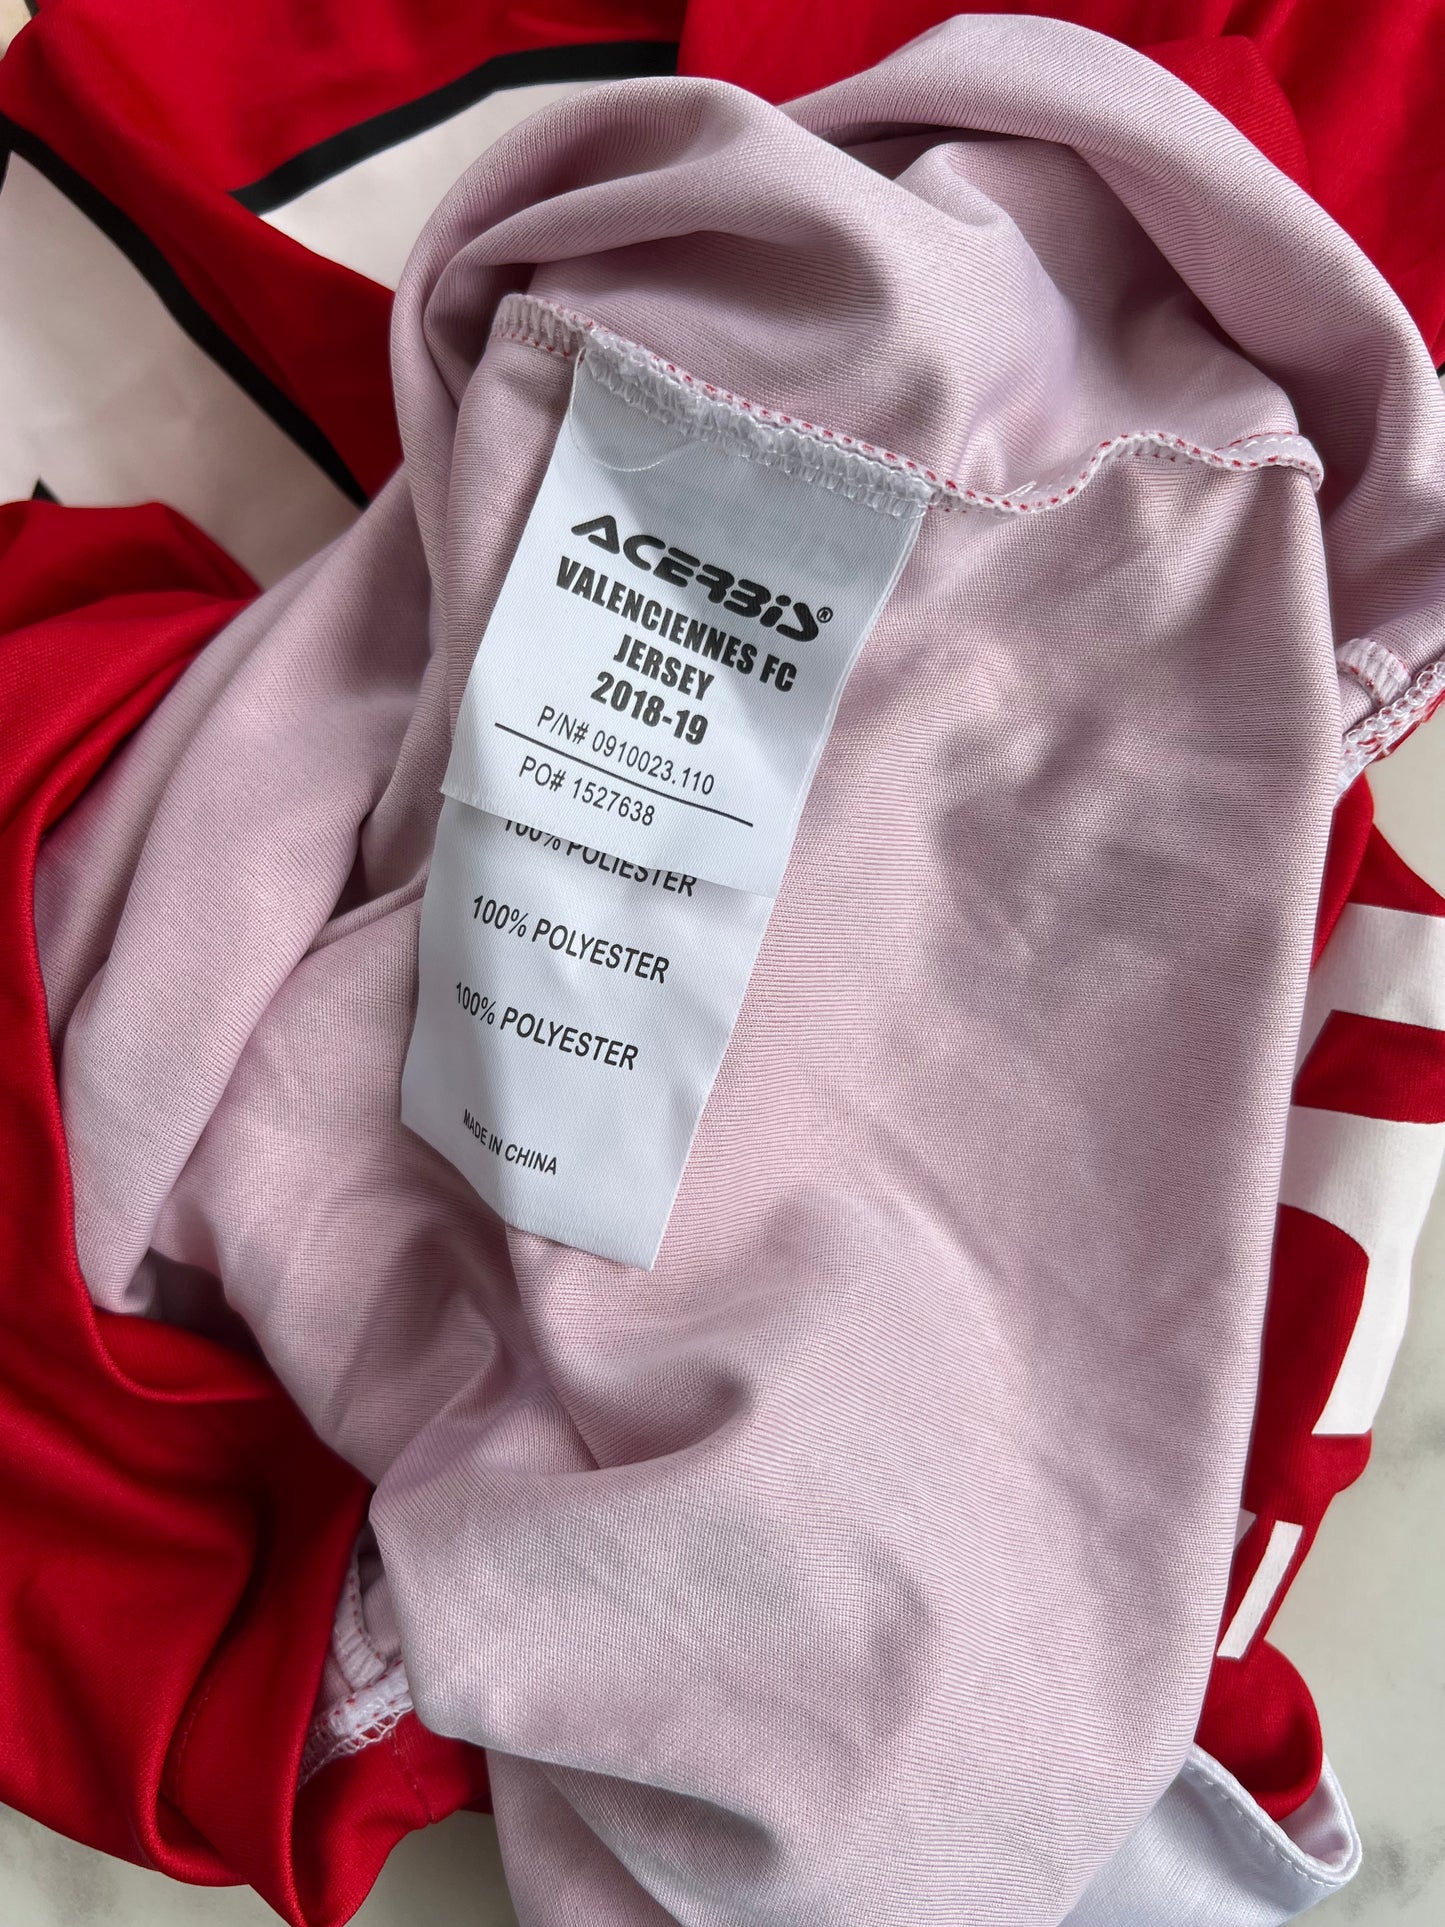 ACERBIS®
VALENCIENNES FC
JERSEY
2018-19
P/N# 0910023.110
PO# 1527638
100% POLIESTER
100% POLYESTER
100% POLYESTER
MADE IN CHINA